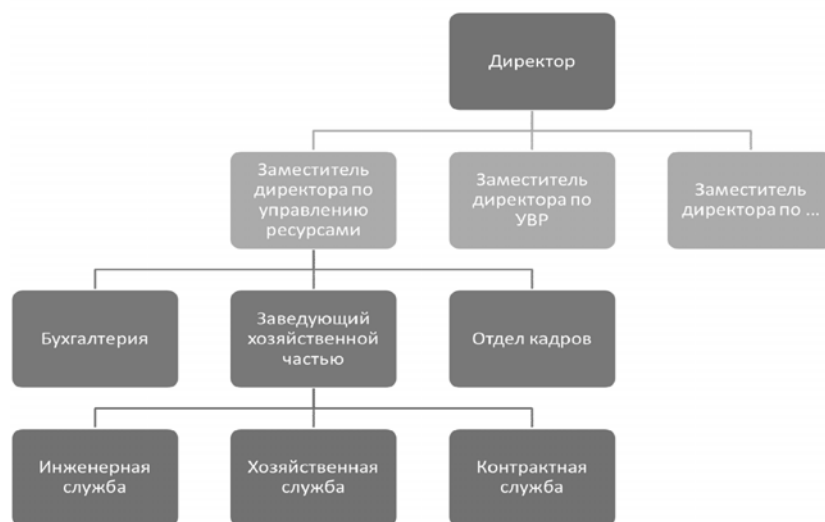 Директор
Заместитель
директора по
управлению
ресурсами
Заместитель
директора по
УВР
Заместитель
директора по ...
Бухгалтерия
Заведующий
хозяйственной
частью
Отдел кадров
Инженерная
служба
Хозяйственная
служба
Контрактная
служба